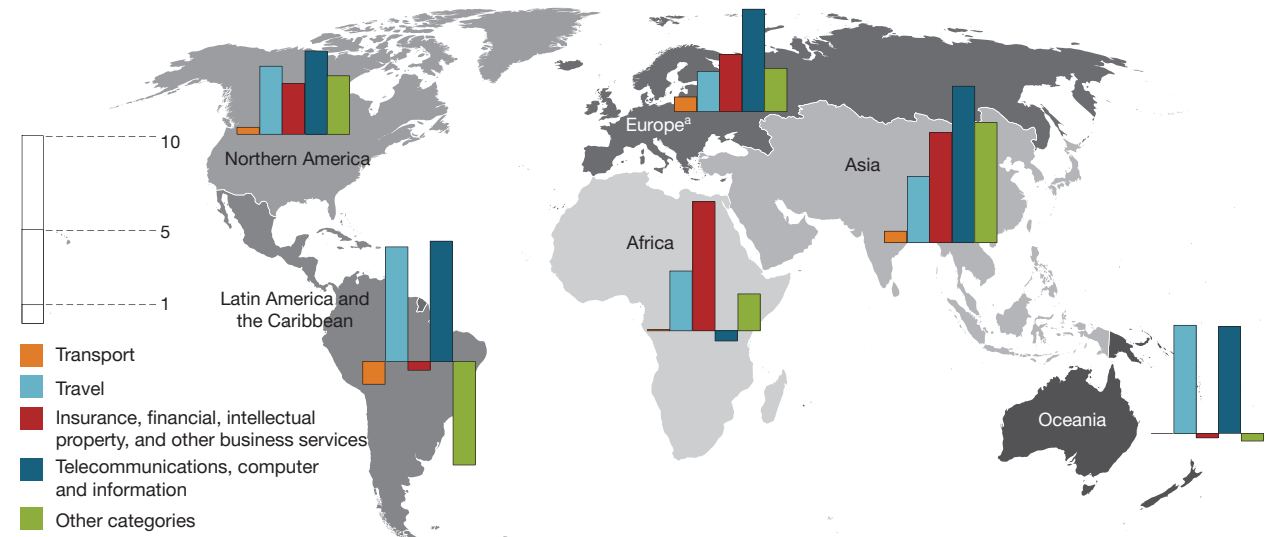 Northern America
Europeᵃ
Asia
Africa
Latin America and
the Caribbean
Oceania
10
5
1
Transport
Travel
Insurance, financial, intellectual
property, and other business services
Telecommunications, computer
and information
Other categories